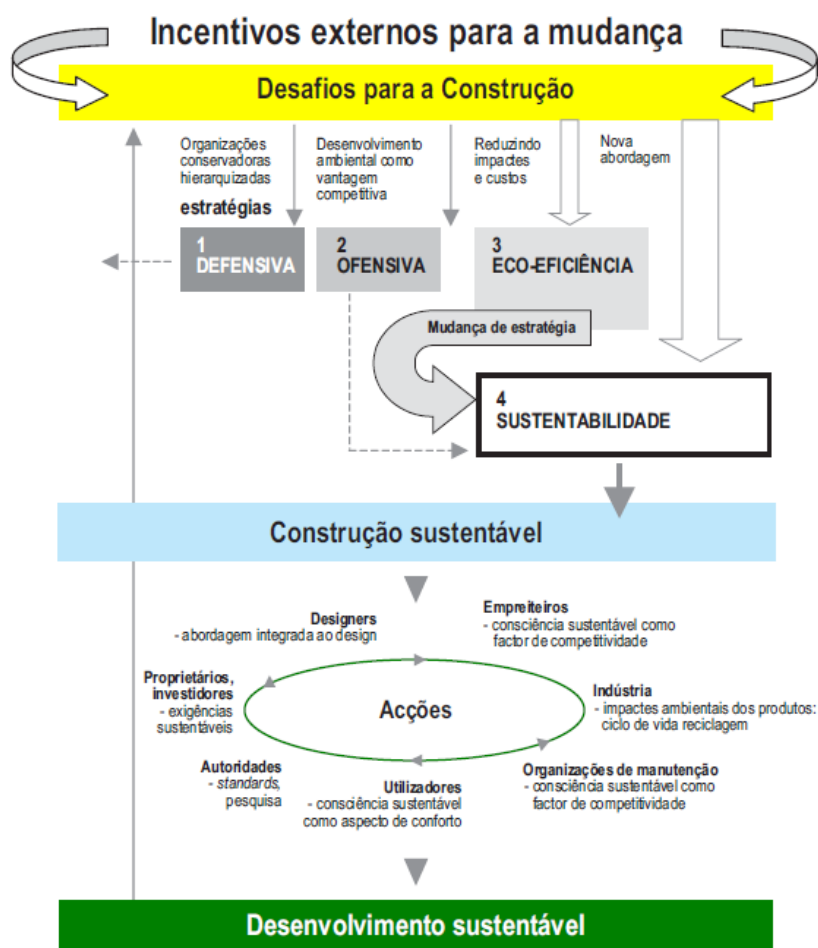 Incentivos externos para a mudança
Desafios para a Construção
Organizações
conservadoras
hierarquizadas
Desenvolvimento
ambiental como
vantagem
competitiva
Reduzindo
impactes
e custos
Nova
abordagem
estratégias
1
DEFENSIVA
2
OFENSIVA
3
ECO-EFICIÊNCIA
Mudança de estratégia
4
SUSTENTABILIDADE
Construção sustentável
Designers
- abordagem integrada ao design
Empreiteiros
- consciência sustentável como
factor de competitividade
Proprietários,
investidores
- exigências
sustentáveis
Acções
Indústria
- impactes ambientais dos produtos:
ciclo de vida reciclagem
Autoridades
- standards,
pesquisa
Utilizadores
- consciência sustentável
como aspecto de conforto
Organizações de manutenção
- consciência sustentável como
factor de competitividade
Desenvolvimento sustentável